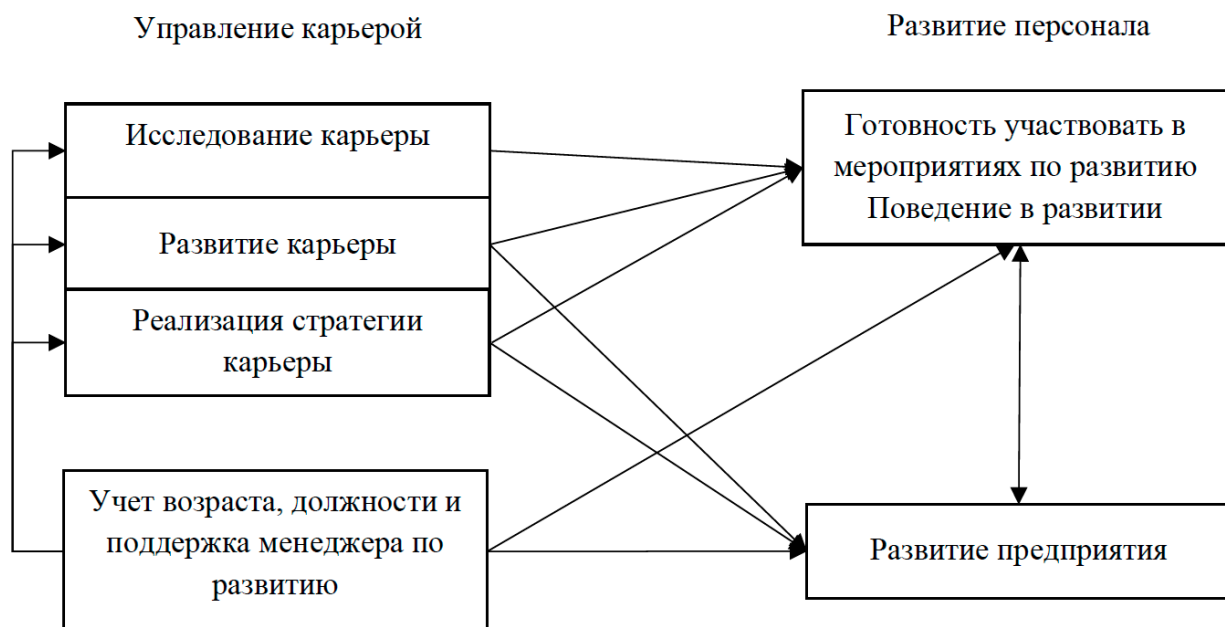 Управление карьерой
Развитие персонала
Исследование карьеры
Развитие карьеры
Реализация стратегии
карьеры
Учет возраста, должности и
поддержка менеджера по
развитию
Готовность участвовать в
мероприятиях по развитию
Поведение в развитии
Развитие предприятия